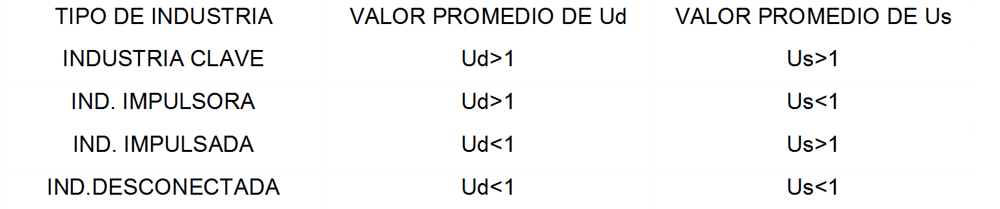 TIPO DE INDUSTRIA VALOR PROMEDIO DE Ud VALOR PROMEDIO DE Us
INDUSTRIA CLAVE Ud>1 Us>1
IND. IMPULSORA Ud>1 Us<1
IND. IMPULSADA Ud<1 Us>1
IND.DESCONECTADA Ud<1 Us<1